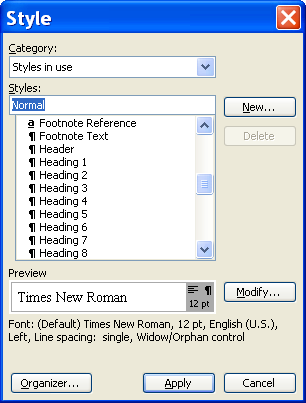 Style
Category:
Styles in use
Styles:
Normal
New...
a Footnote Reference
¶ Footnote Text
Delete
¶ Header
¶ Heading 1
¶ Heading 2
¶ Heading 3
¶ Heading 4
¶ Heading 5
¶ Heading 6
¶ Heading 7
¶ Heading 8
Preview
Times New Roman
¶
12 pt
Modify...
Font: (Default) Times New Roman, 12 pt, English (U.S.),
Left, Line spacing: single, Widow/Orphan control
Organizer...
Apply
Cancel